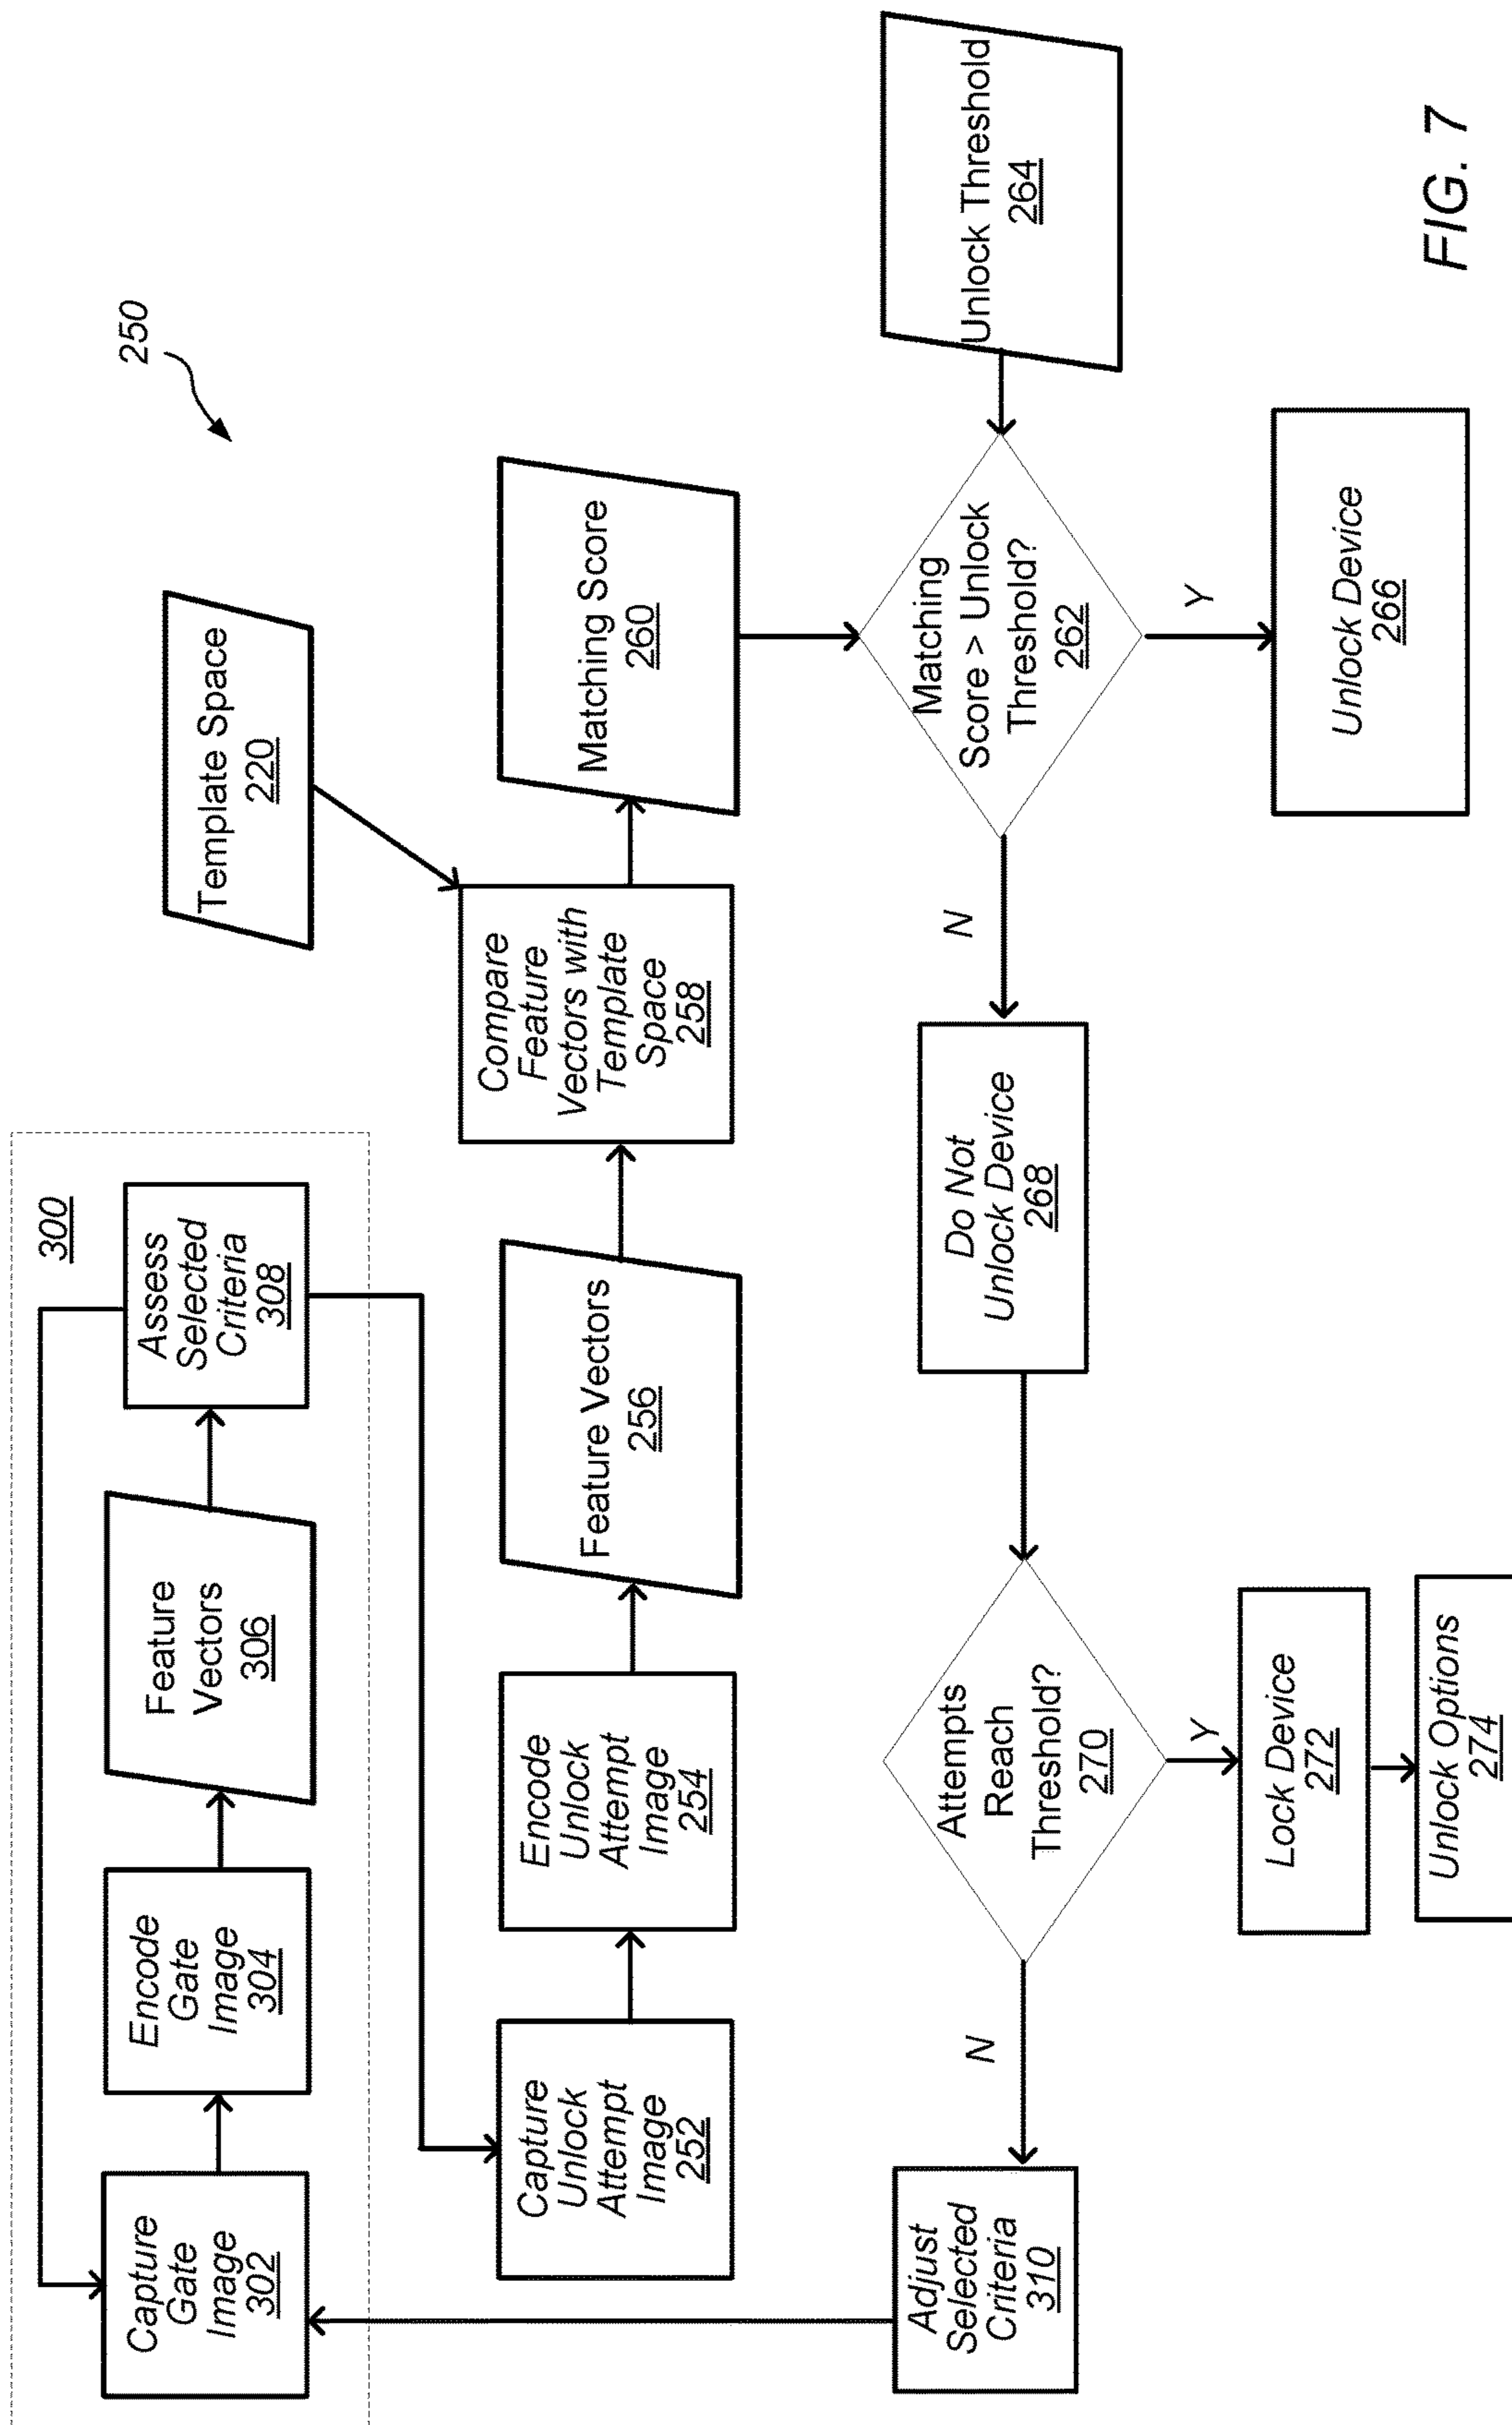 250
300
Capture
Gate
Image
302
Encode
Gate
Image
304
Feature
Vectors
306
Assess
Selected
Criteria
308
Template Space
220
Capture
Unlock
Attempt
Image
252
Encode
Unlock
Attempt
Image
254
Feature Vectors
256
Compare
Feature
Vectors with
Template
Space
258
Matching Score
260
Adjust
Selected
Criteria
310
N
Attempts
Reach
Threshold?
270
Do Not
Unlock Device
268
N
Matching
Score > Unlock
Threshold?
262
Unlock Threshold
264
Y
Lock Device
272
Unlock Options
274
Y
Unlock Device
266
FIG. 7